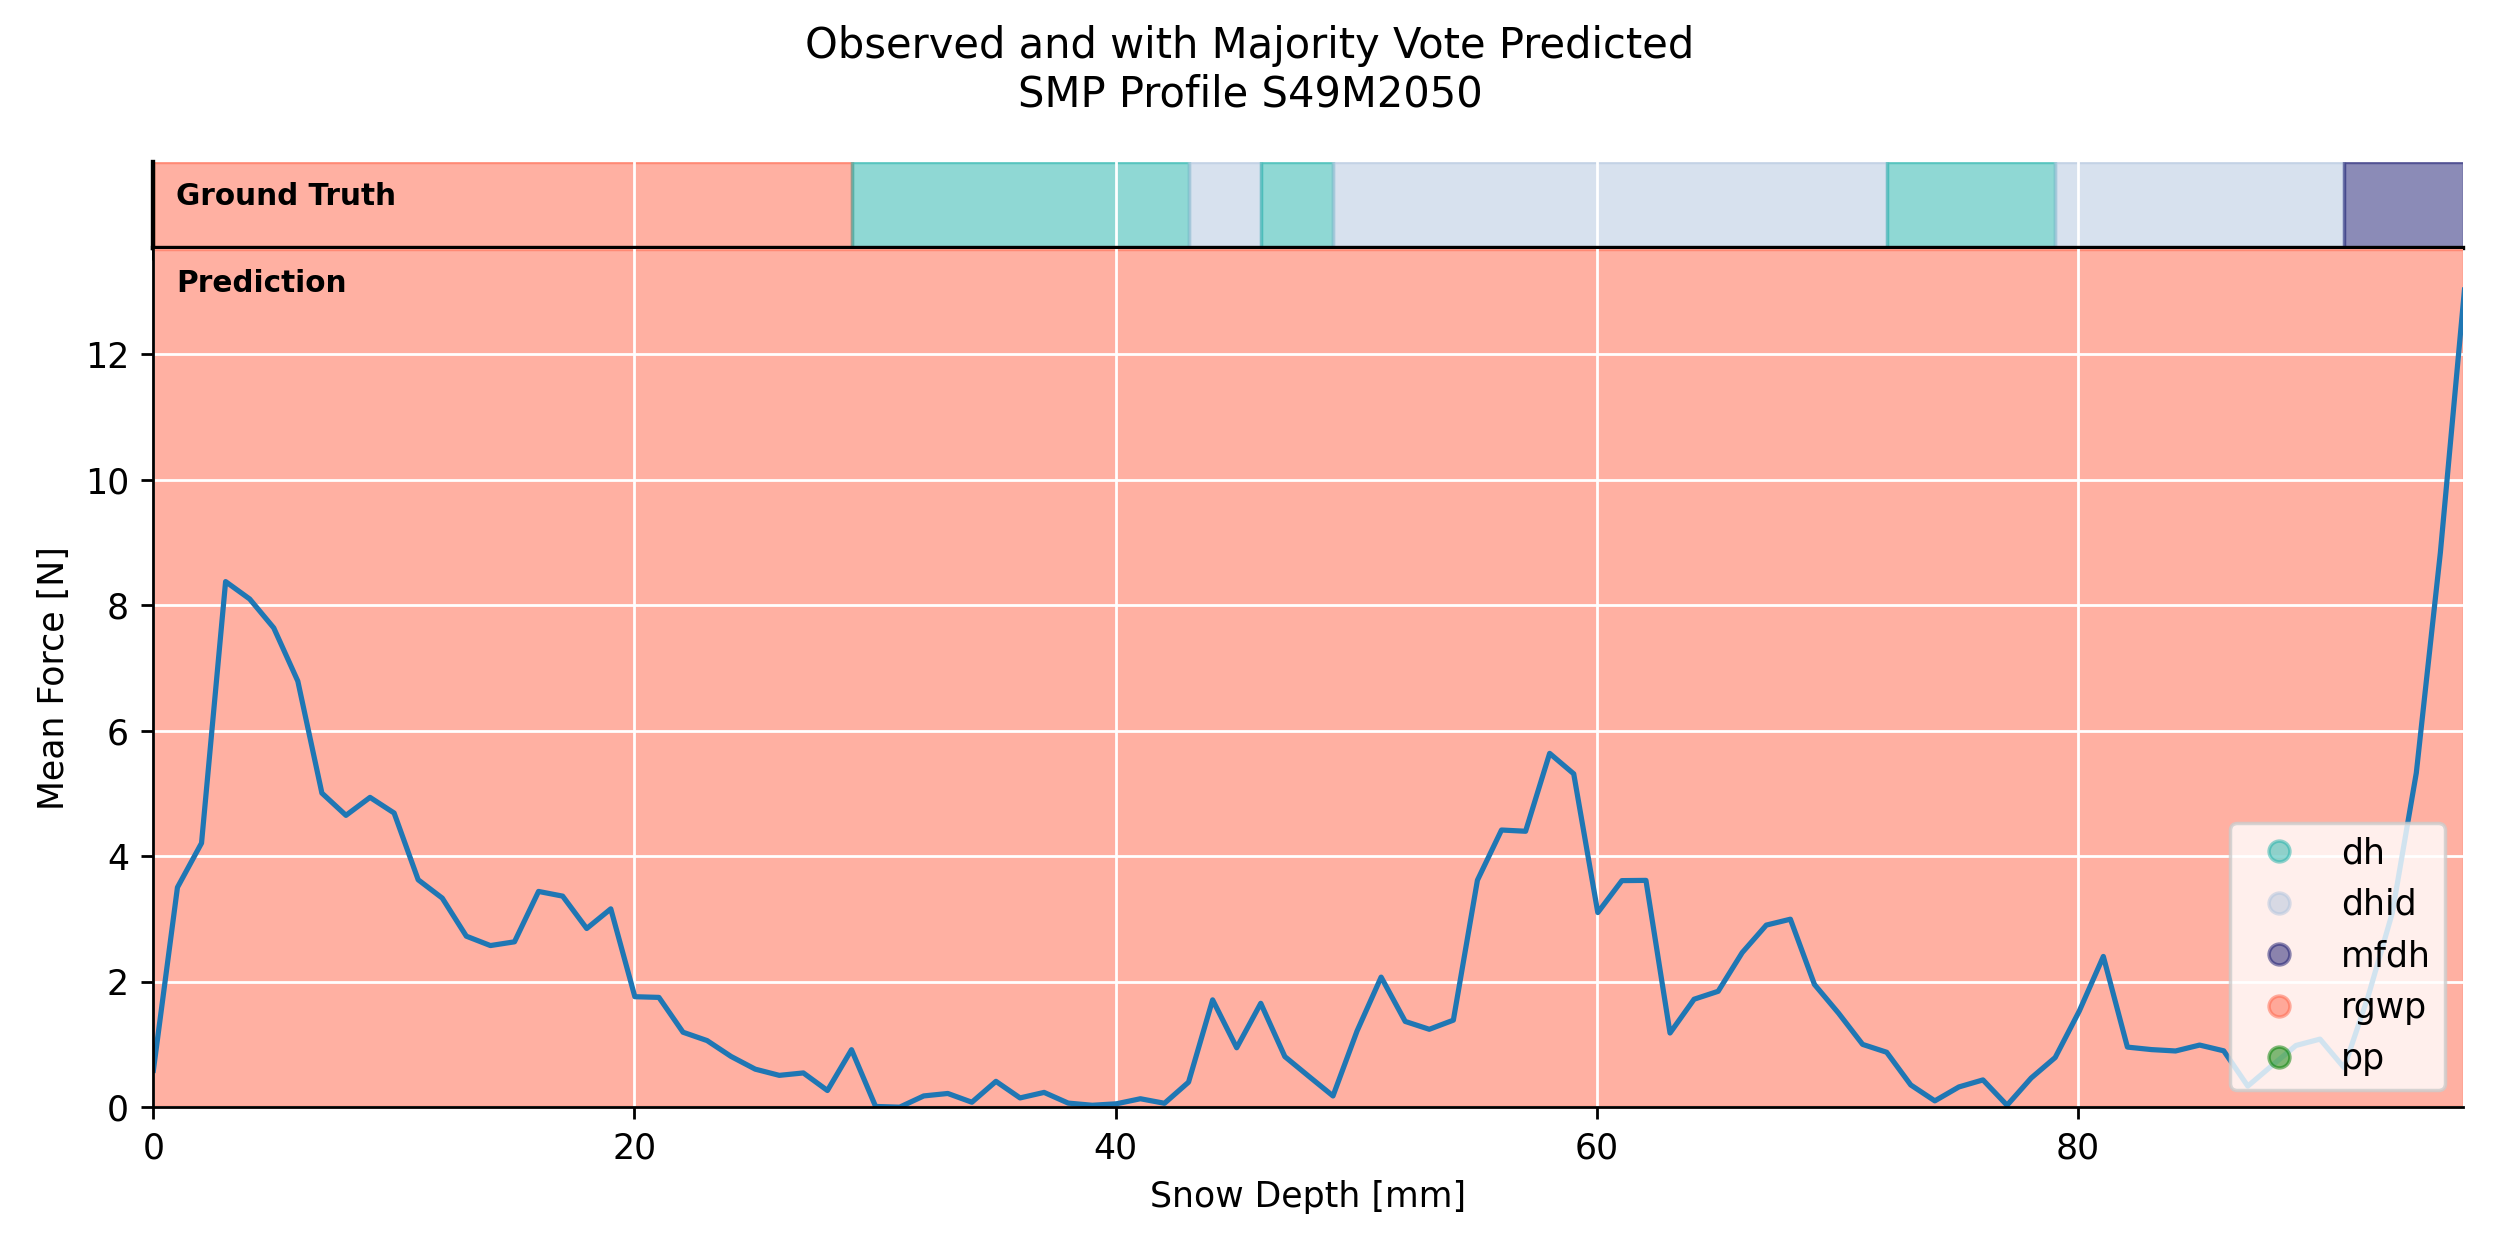 Observed and with Majority Vote Predicted
SMP Profile S49M2050
Ground Truth
Prediction
12
10
8
6
4
2
0
Mean Force [N]
0 20 40 60 80
Snow Depth [mm]
dh
dhid
mfdh
rgwp
pp